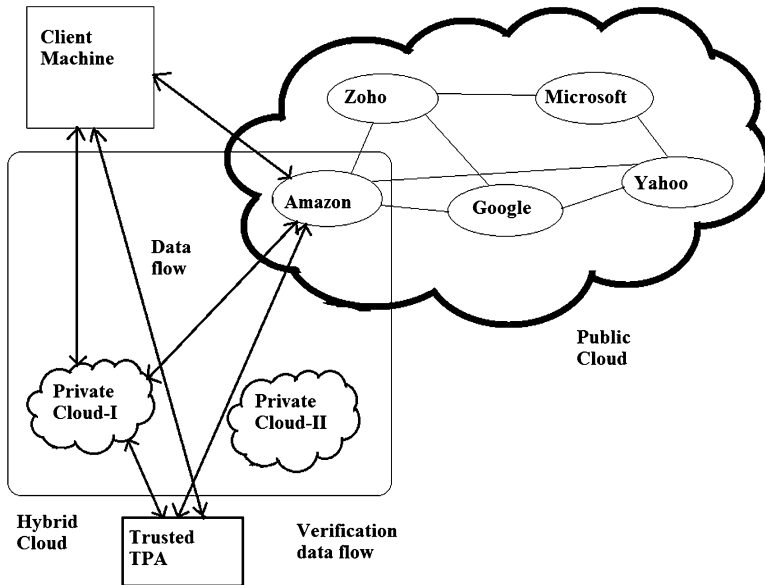 Client
Machine
Zoho
Microsoft
Amazon
Google
Yahoo
Data
flow
Public
Cloud
Private
Cloud-I
Private
Cloud-II
Hybrid
Cloud
Trusted
TPA
Verification
data flow